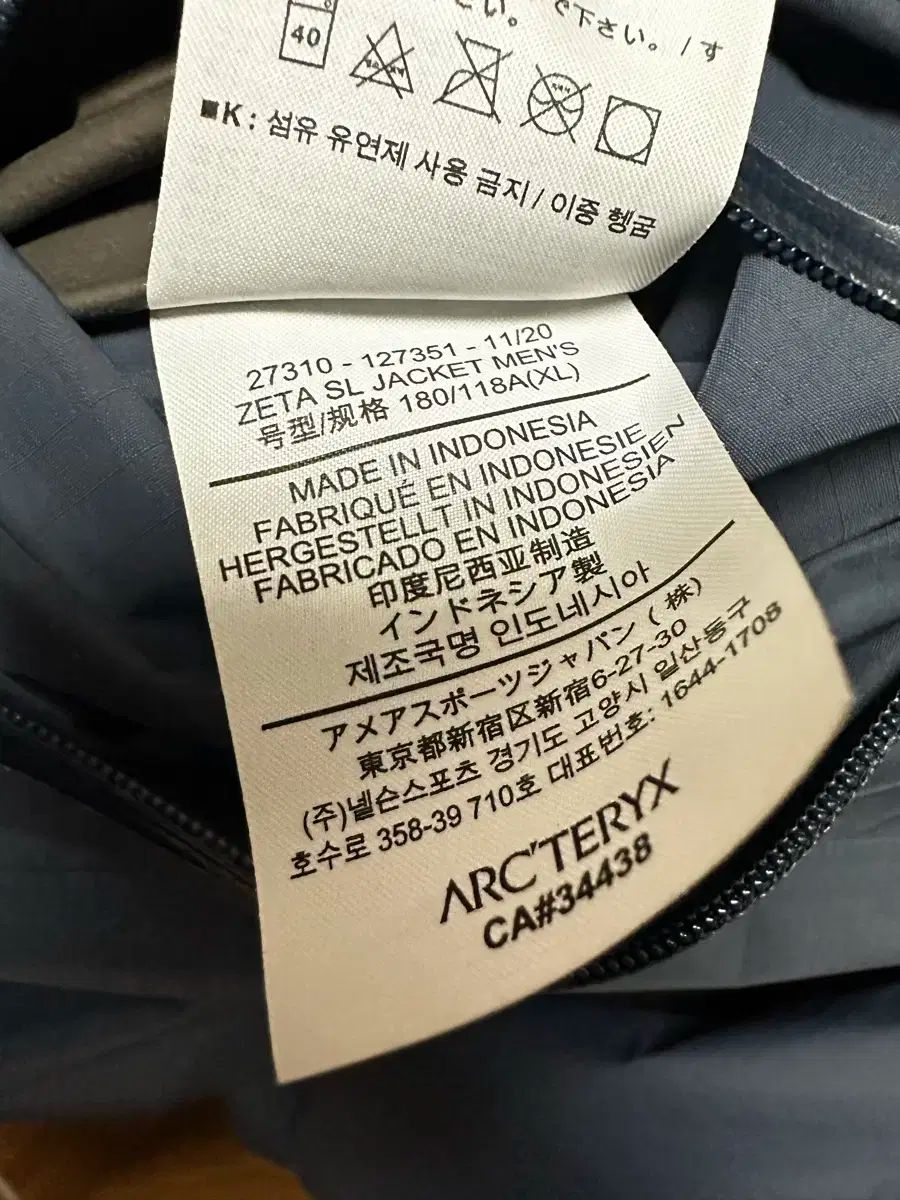 さい。
で下さい。/す
40
■K : 섬유 유연제 사용 금지 / 이중 헹굼
27310 - 127351 - 11/20
ZETA SL JACKET MEN'S
号型/规格 180/118A(XL)
MADE IN INDONESIA
FABRIQUÉ EN INDONESIE
HERGESTELLT IN INDONESIEN
FABRICADO EN INDONESIA
印度尼西亚制造
インドネシア製
제조국명 인도네시아
アメアスポーツジャパン ( 株)
東京都新宿区新宿6-27-30
(주)넬슨스포츠 경기도 고양시 일산동구
호수로 358-39 710호 대표번호: 1644-1708
ARC'TERYX
CA#34438